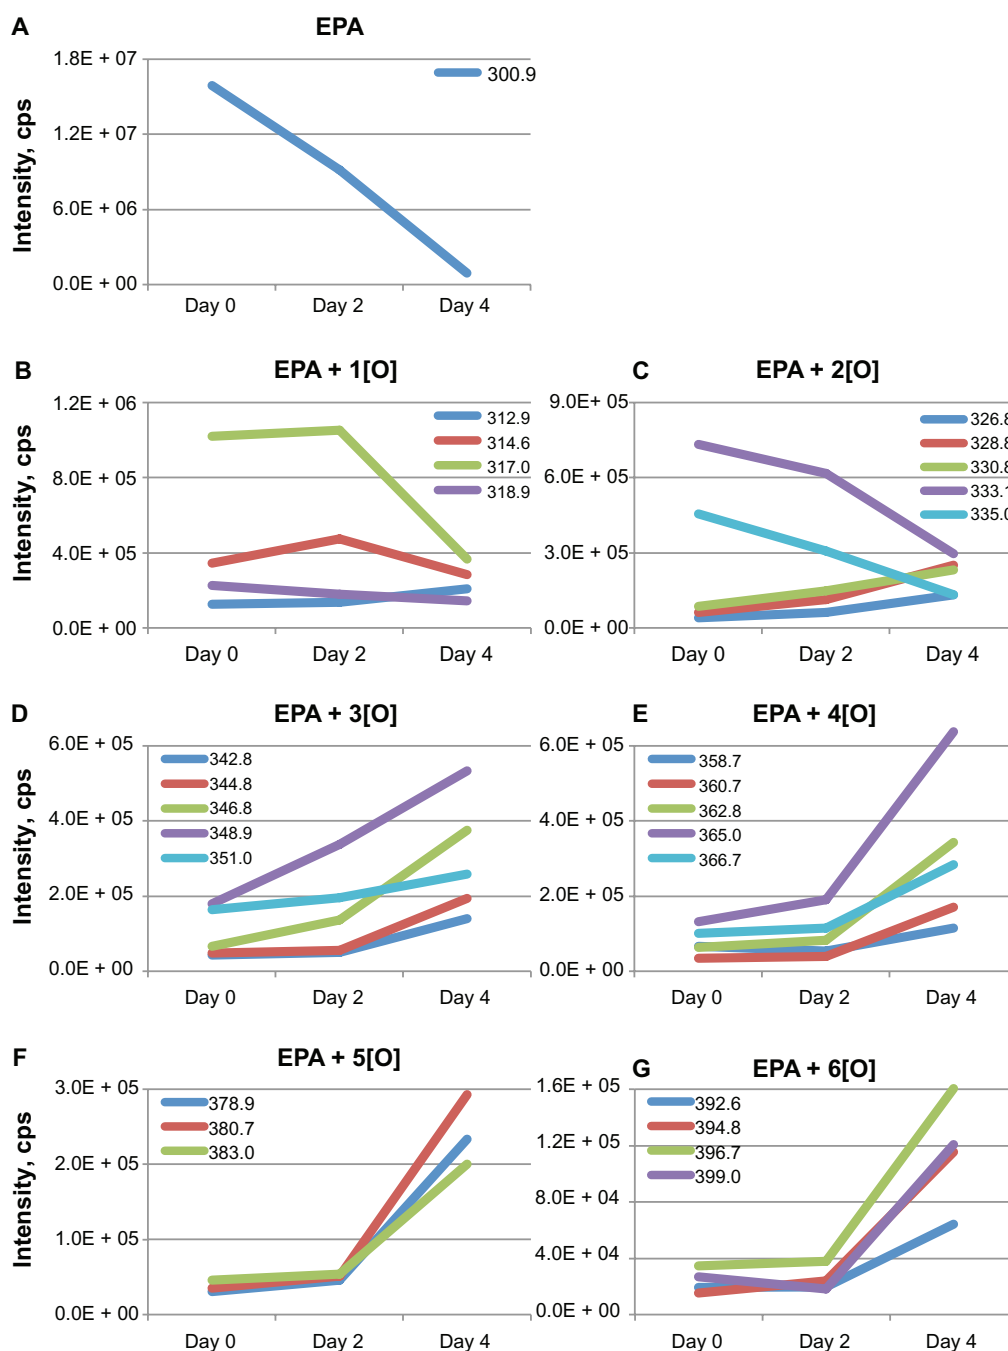 A
EPA
1.8E + 07
1.2E + 07
6.0E + 06
0.0E + 00
Intensity, cps
300.9
Day 0 Day 2 Day 4
B
EPA + 1[O]
1.2E + 06
8.0E + 05
4.0E + 05
0.0E + 00
Intensity, cps
312.9
314.6
317.0
318.9
Day 0 Day 2 Day 4
C
EPA + 2[O]
9.0E+ 05
6.0E + 05
3.0E + 05
0.0E + 00
326.8
328.8
330.8
333.1
335.0
Day 0 Day 2 Day 4
D
EPA + 3[O]
6.0E + 05
4.0E + 05
2.0E + 05
0.0E + 00
Intensity, cps
342.8
344.8
346.8
348.9
351.0
Day 0 Day 2 Day 4
E
EPA + 4[O]
6.0E + 05
4.0E + 05
2.0E + 05
0.0E + 00
358.7
360.7
362.8
365.0
366.7
Day 0 Day 2 Day 4
F
EPA + 5[O]
3.0E + 05
2.0E + 05
1.0E + 05
0.0E + 00
Intensity, cps
378.9
380.7
383.0
Day 0 Day 2 Day 4
G
EPA + 6[O]
1.6E + 05
1.2E + 05
8.0E + 04
4.0E + 04
0.0E + 00
392.6
394.8
396.7
399.0
Day 0 Day 2 Day 4